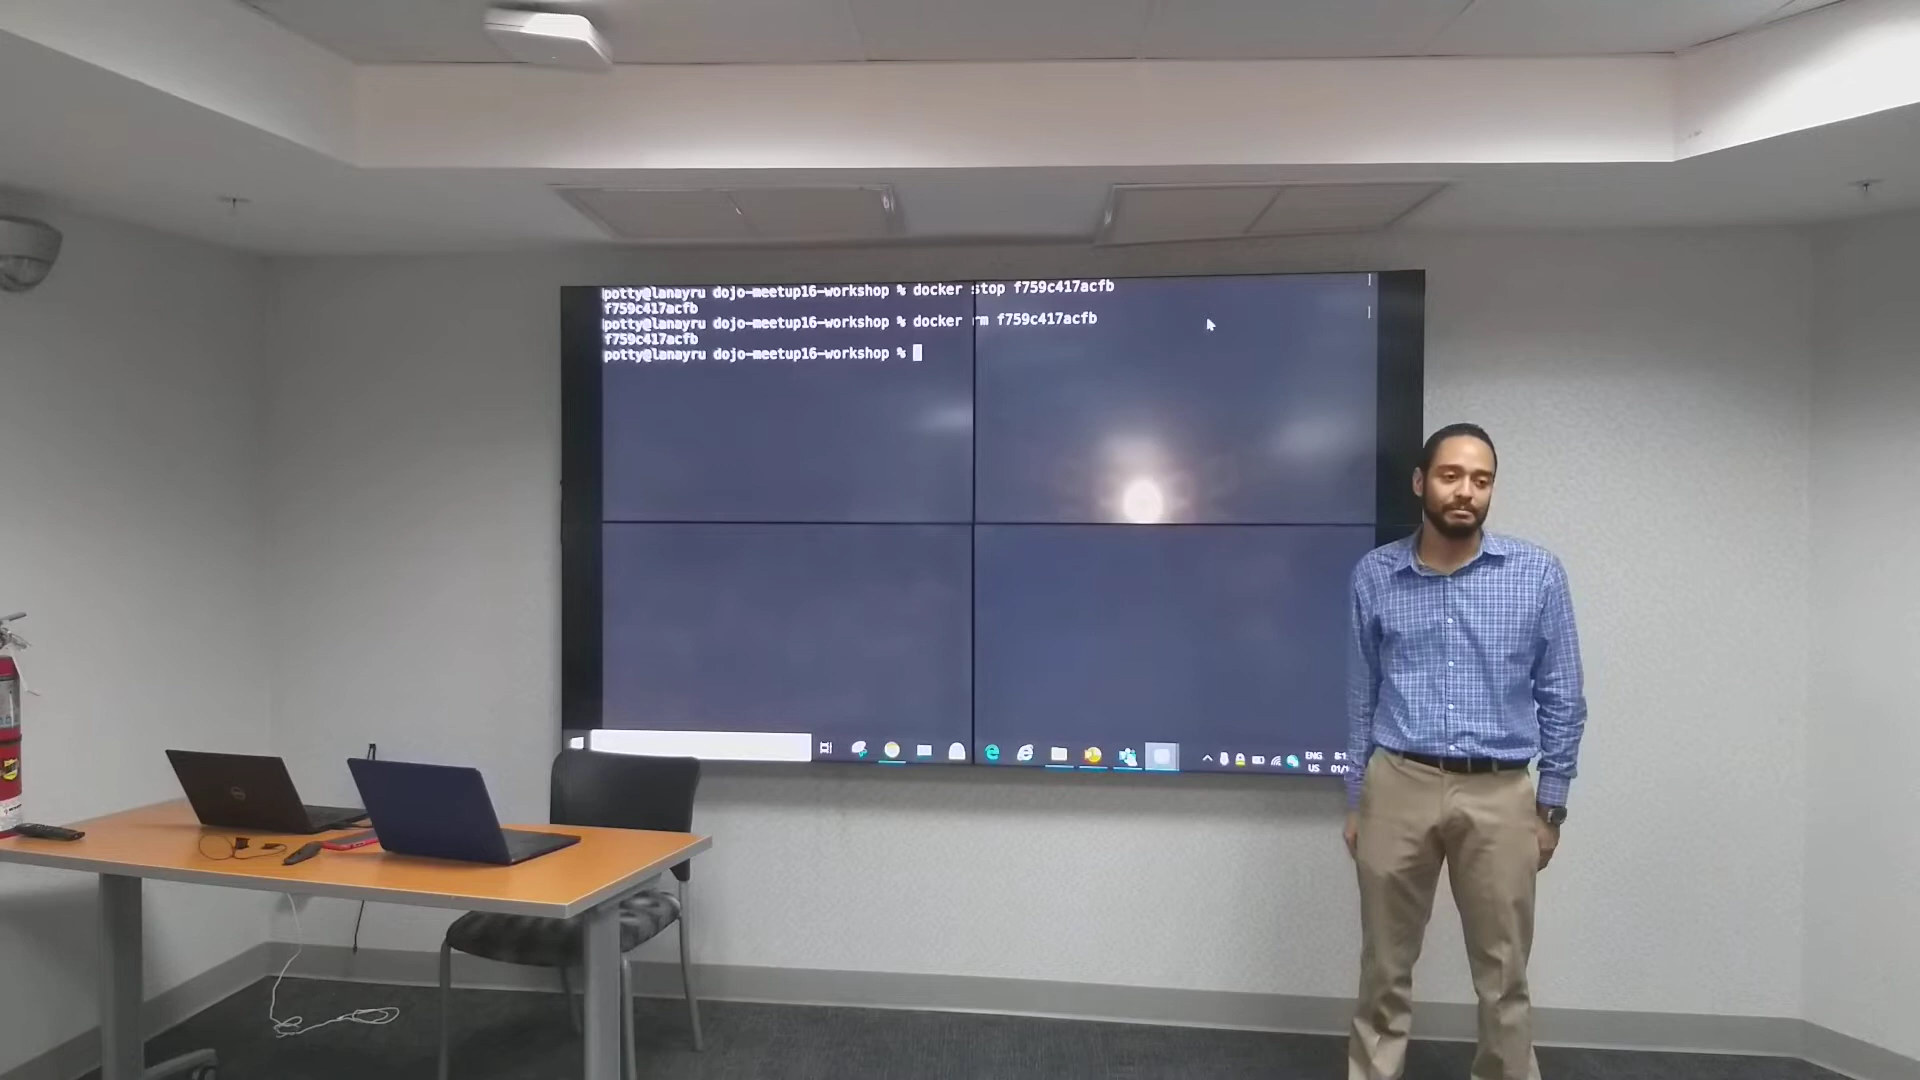 potty@lanayru dojo-meetup16-workshop % docker stop f759c417acfb
f759c417acfb
potty@lanayru dojo-meetup16-workshop % docker rm f759c417acfb
f759c417acfb
potty@lanayru dojo-meetup16-workshop %
ENG
US